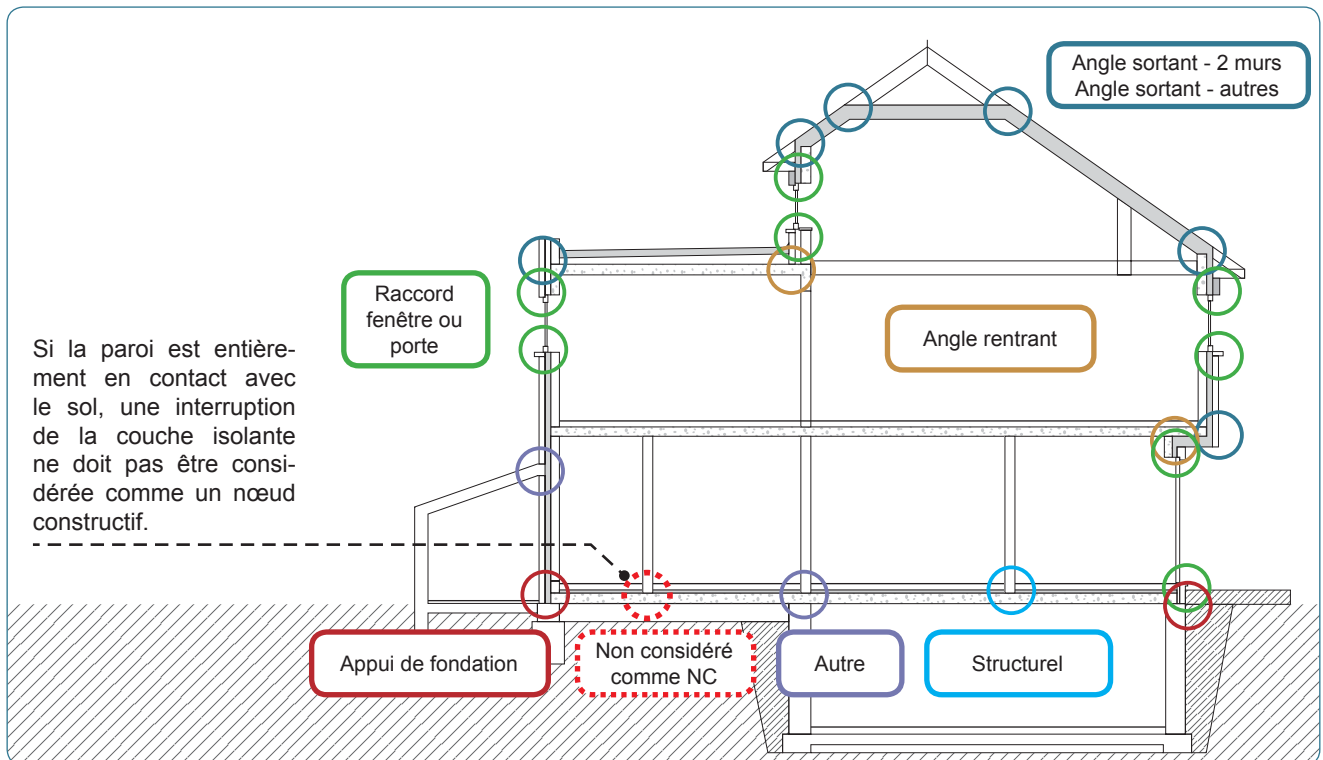 Angle sortant - 2 murs
Angle sortant - autres
Raccord
fenêtre ou
porte
Angle rentrant
Si la paroi est entière-
ment en contact avec
le sol, une interruption
de la couche isolante
ne doit pas être consi-
dérée comme un nœud
constructif.
Appui de fondation
Non considéré
comme NC
Autre
Structurel